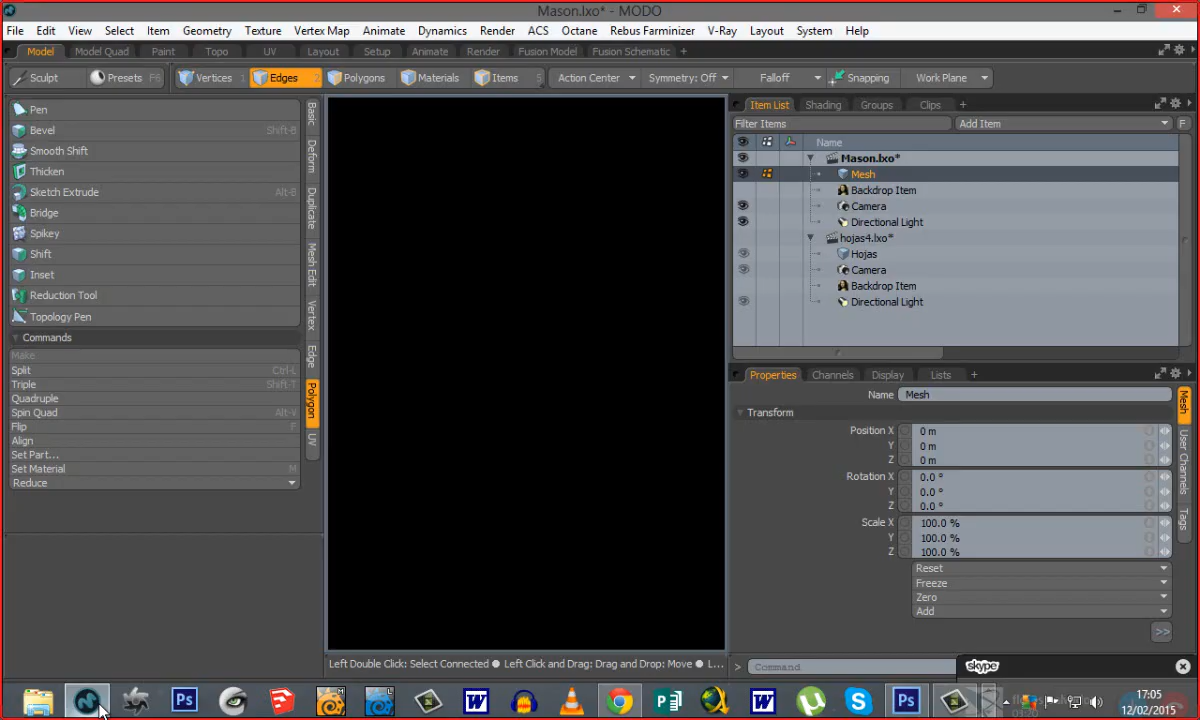 Mason.lxo* - MODO
File Edit View Select Item Geometry Texture Vertex Map Animate Dynamics Render ACS Octane Rebus Farminizer V-Ray Layout System Help
Model Model Quad Paint Topo UV Layout Setup Animate Render Fusion Model Fusion Schematic +
Sculpt Presets F6 Vertices 1 Edges 2 Polygons Materials Items 5 Action Center Symmetry: Off Falloff Snapping Work Plane
Pen
Bevel Shift-B
Smooth Shift
Thicken
Sketch Extrude Alt-B
Bridge
Spikey
Shift
Inset
Reduction Tool
Topology Pen
Commands
Make
Split Ctrl-L
Triple Shift-T
Quadruple
Spin Quad Alt-V
Flip F
Align
Set Part...
Set Material M
Reduce
Basic
Deform
Duplicate
Mesh Edit
Vertex
Edge
Polygon
UV
Left Double Click: Select Connected ● Left Click and Drag: Drag and Drop: Move ● L...
Item List Shading Groups Clips +
Filter Items Add Item F
Name
Mason.lxo*
Mesh
Backdrop Item
Camera
Directional Light
hojas4.lxo*
Hojas
Camera
Backdrop Item
Directional Light
Properties Channels Display Lists +
Name Mesh
Transform
Position X 0 m
Y 0 m
Z 0 m
Rotation X 0.0 °
Y 0.0 °
Z 0.0 °
Scale X 100.0 %
Y 100.0 %
Z 100.0 %
Reset
Freeze
Zero
Add
>>
Mesh
User Channels
Tags
> Command
skype
17:05
12/02/2015